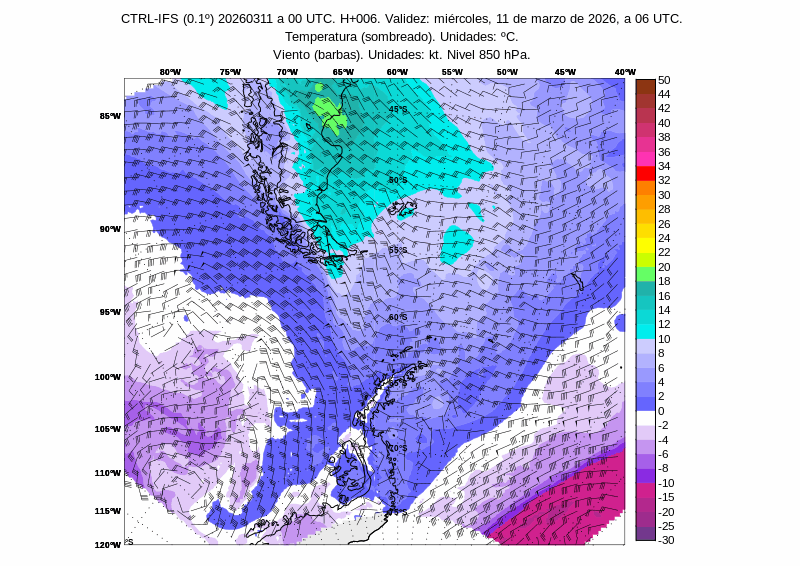 CTRL-IFS (0.1º) 20260311 a 00 UTC. H+006. Validez: miércoles, 11 de marzo de 2026, a 06 UTC.
Temperatura (sombreado). Unidades: ºC.
Viento (barbas). Unidades: kt. Nivel 850 hPa.
80°W 75°W 70°W 65°W 60°W 55°W 50°W 45°W 40°W
85°W
90°W
95°W
100°W
105°W
110°W
115°W
120°W
45°S
50°S
55°S
60°S
65°S
70°S
75°S
°S
50
44
42
40
38
36
34
32
30
28
26
24
22
20
18
16
14
12
10
8
6
4
2
0
-2
-4
-6
-8
-10
-15
-20
-25
-30